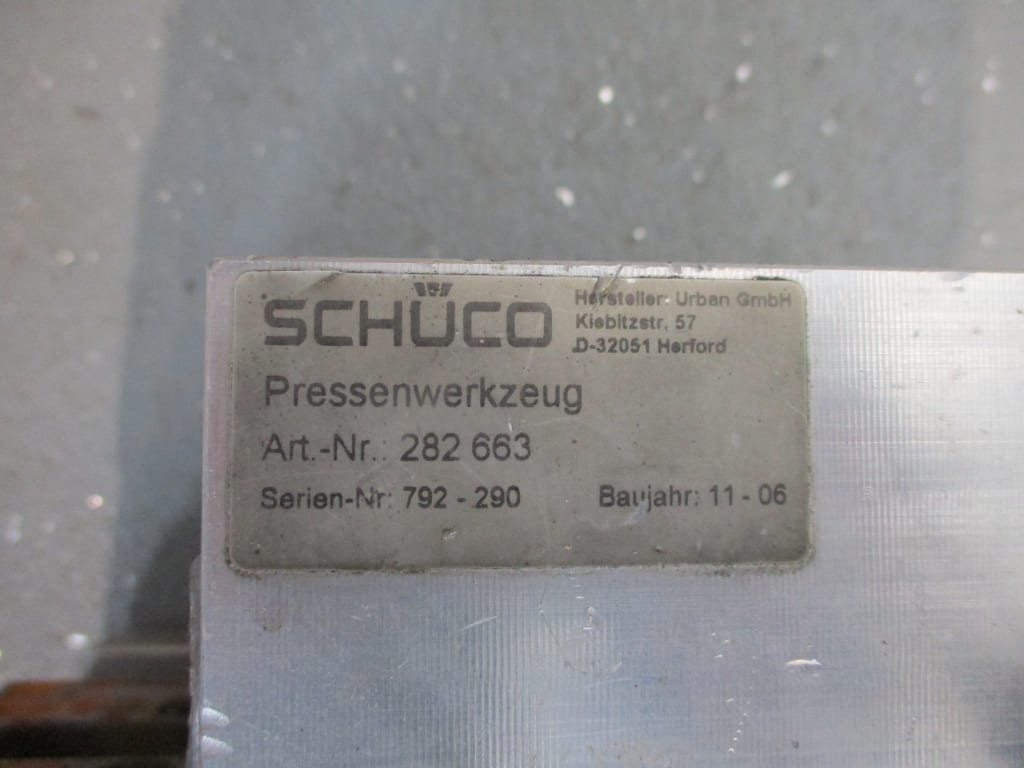 SCHÜCO
Hersteller: Urban GmbH
Kiebitzstr. 57
D-32051 Herford
Pressenwerkzeug
Art.-Nr.: 282 663
Serien-Nr: 792 - 290 Baujahr: 11 - 06